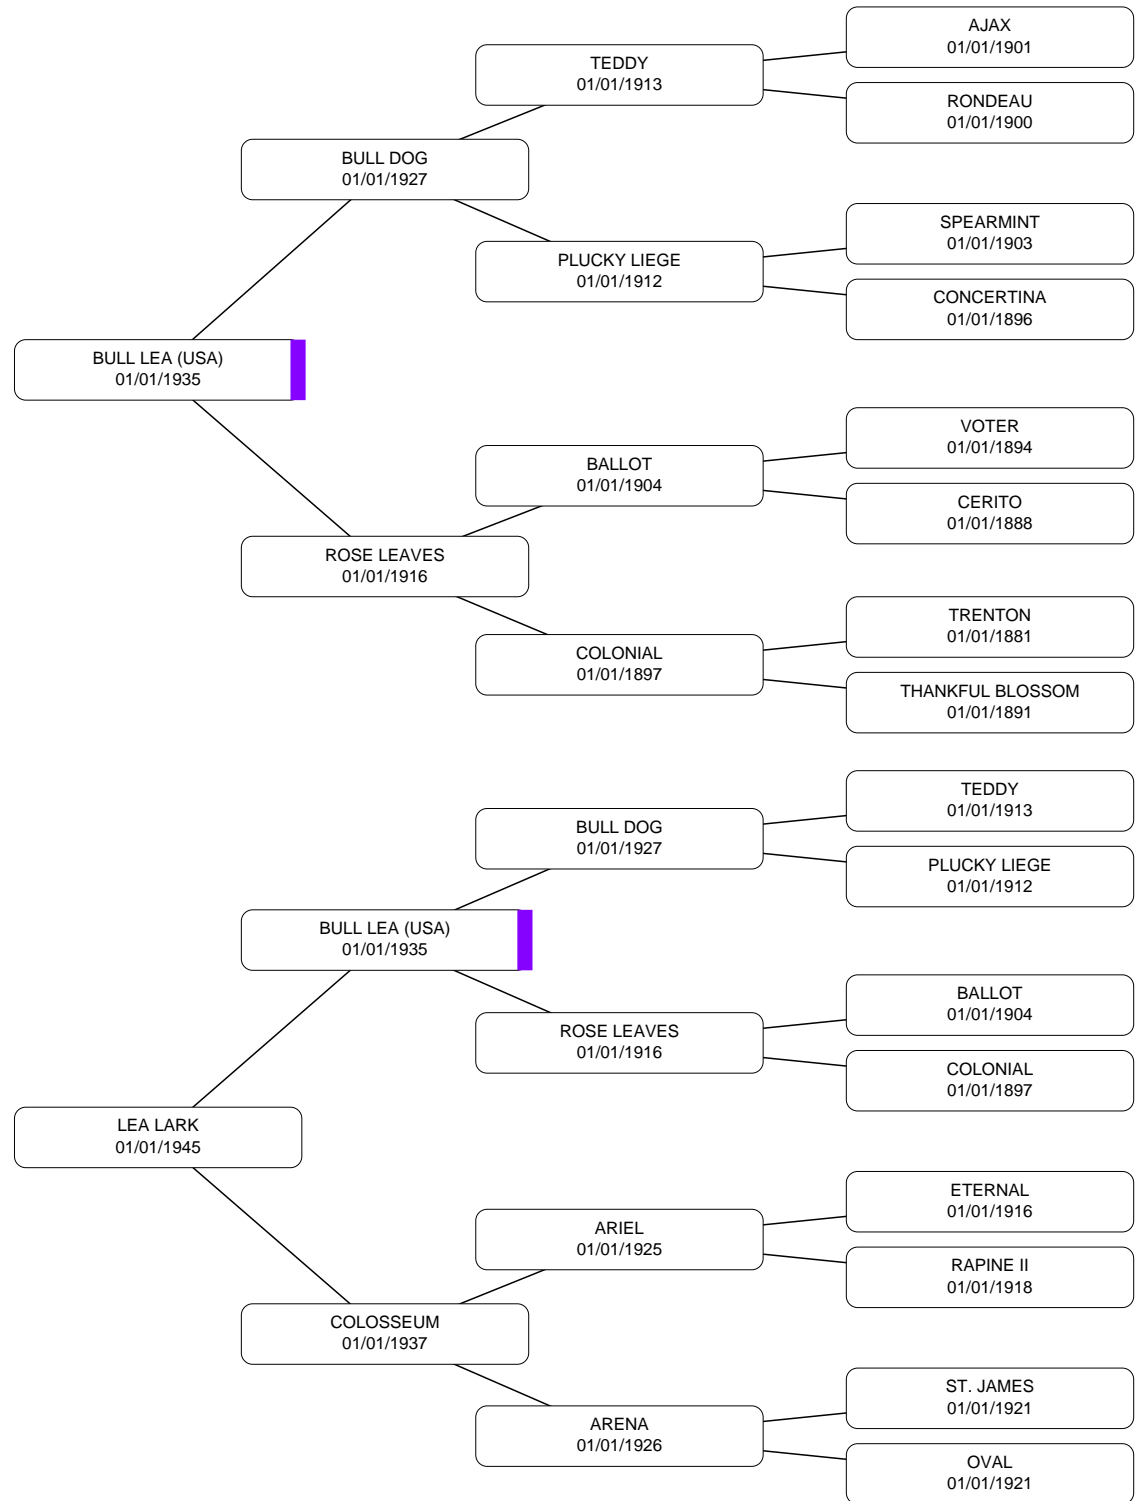 AJAX
01/01/1901
TEDDY
01/01/1913
RONDEAU
01/01/1900
BULL DOG
01/01/1927
SPEARMINT
01/01/1903
PLUCKY LIEGE
01/01/1912
CONCERTINA
01/01/1896
BULL LEA (USA)
01/01/1935
VOTER
01/01/1894
BALLOT
01/01/1904
CERITO
01/01/1888
ROSE LEAVES
01/01/1916
TRENTON
01/01/1881
COLONIAL
01/01/1897
THANKFUL BLOSSOM
01/01/1891
TEDDY
01/01/1913
BULL DOG
01/01/1927
PLUCKY LIEGE
01/01/1912
BULL LEA (USA)
01/01/1935
BALLOT
01/01/1904
ROSE LEAVES
01/01/1916
COLONIAL
01/01/1897
LEA LARK
01/01/1945
ETERNAL
01/01/1916
ARIEL
01/01/1925
RAPINE II
01/01/1918
COLOSSEUM
01/01/1937
ST. JAMES
01/01/1921
ARENA
01/01/1926
OVAL
01/01/1921